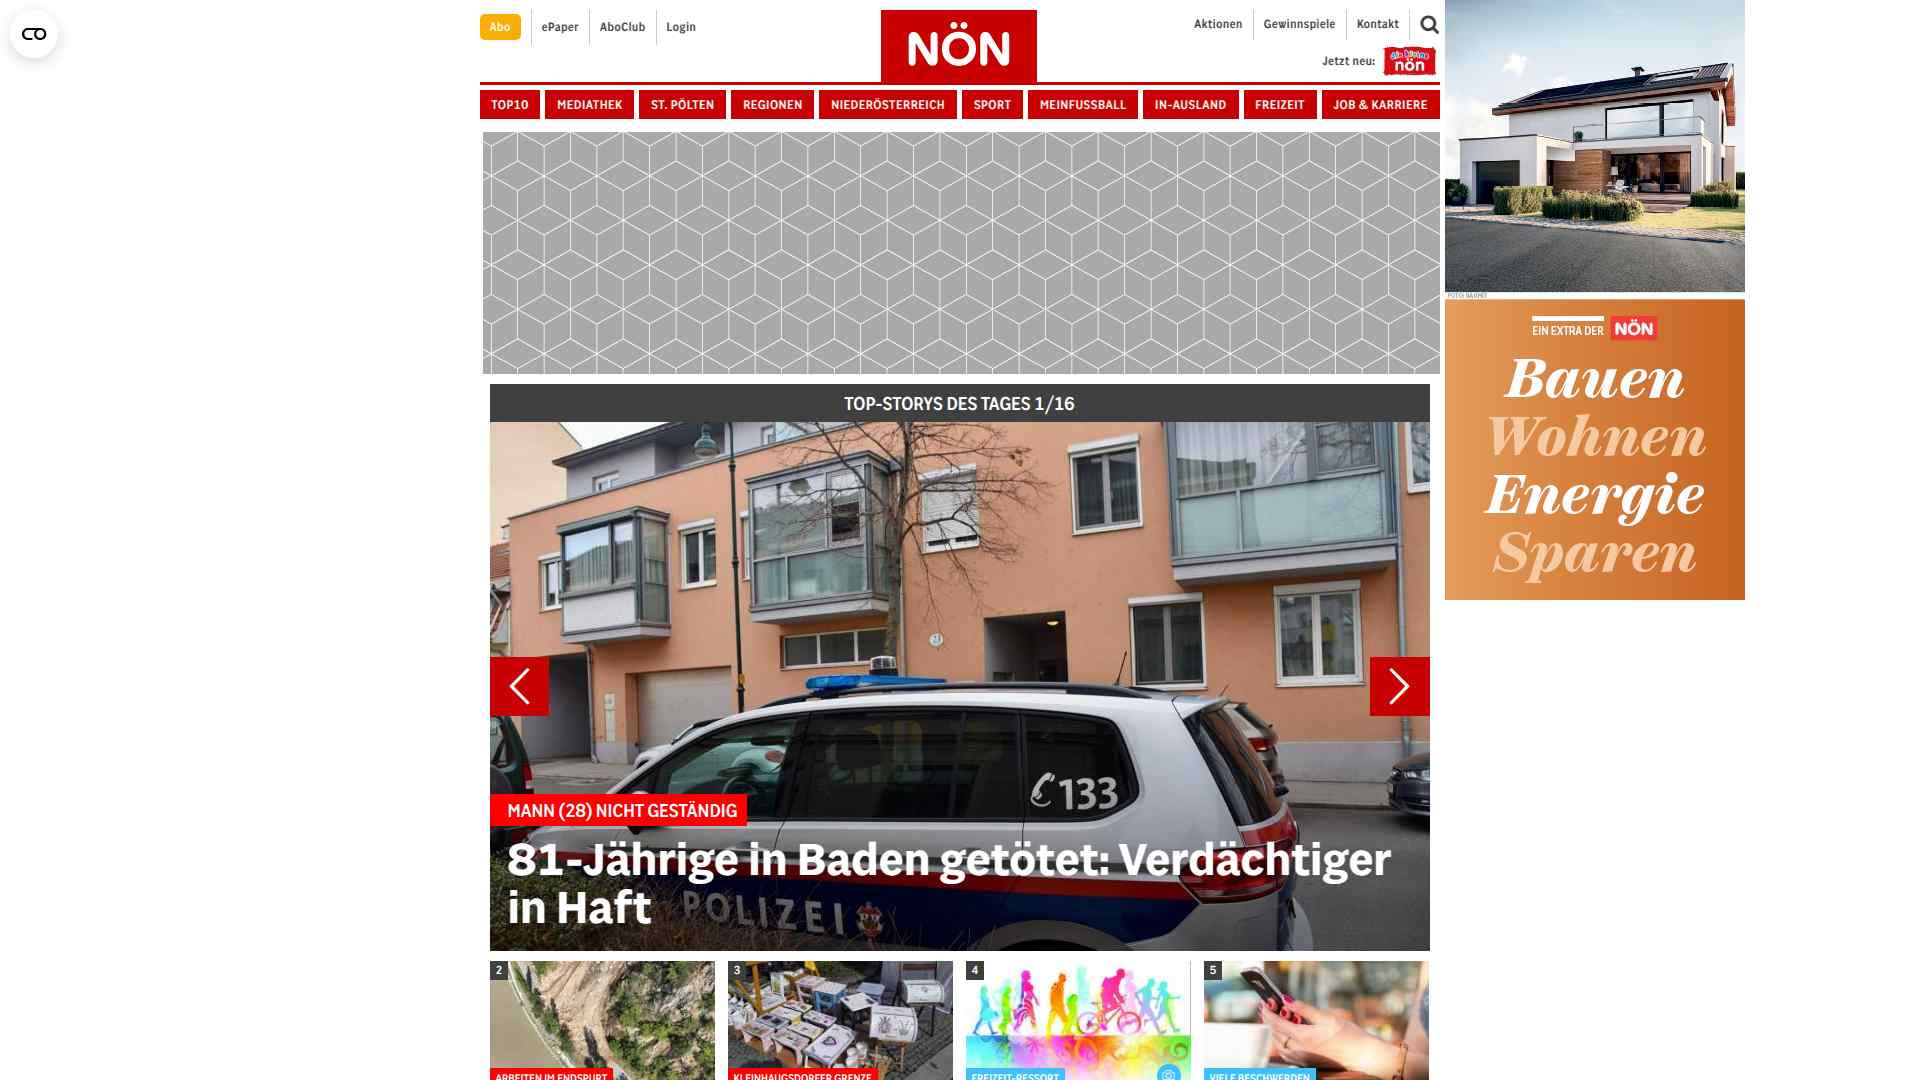 Abo
ePaper
AboClub
Login
NÖN
Aktionen
Gewinnspiele
Kontakt
Jetzt neu:
die kleine
nön
TOP10
MEDIATHEK
ST. PÖLTEN
REGIONEN
NIEDERÖSTERREICH
SPORT
MEINFUSSBALL
IN-AUSLAND
FREIZEIT
JOB & KARRIERE
EIN EXTRA DER NÖN
Bauen
Wohnen
Energie
Sparen
TOP-STORYS DES TAGES 1/16
133
POLIZEI
MANN (28) NICHT GESTÄNDIG
81-Jährige in Baden getötet: Verdächtiger
in Haft
2
ARBEITEN IM ENDSPURT
3
KLEINHAUGSDORFER GRENZE
4
FREIZEIT-RESSORT
5
VIELE BESCHWERDEN